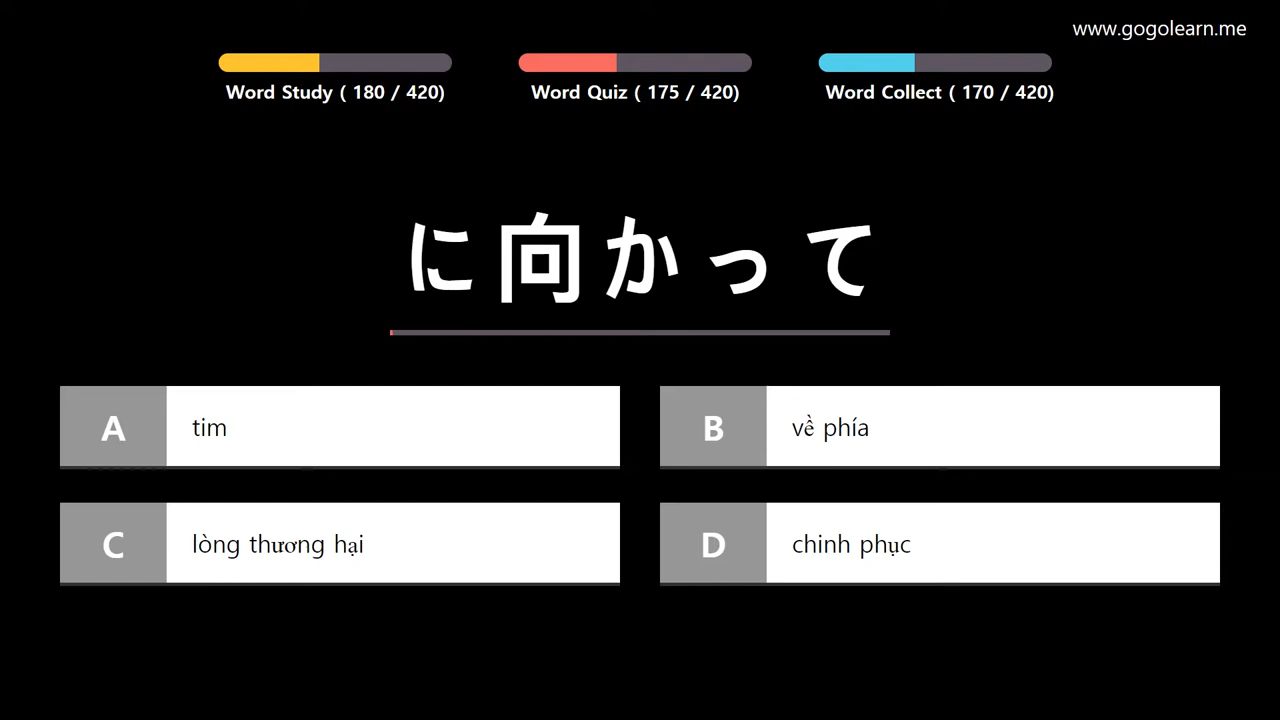 www.gogolearn.me
Word Study ( 180 / 420)
Word Quiz ( 175 / 420)
Word Collect ( 170 / 420)
に向かって
A tim
B về phía
C lòng thương hại
D chinh phục